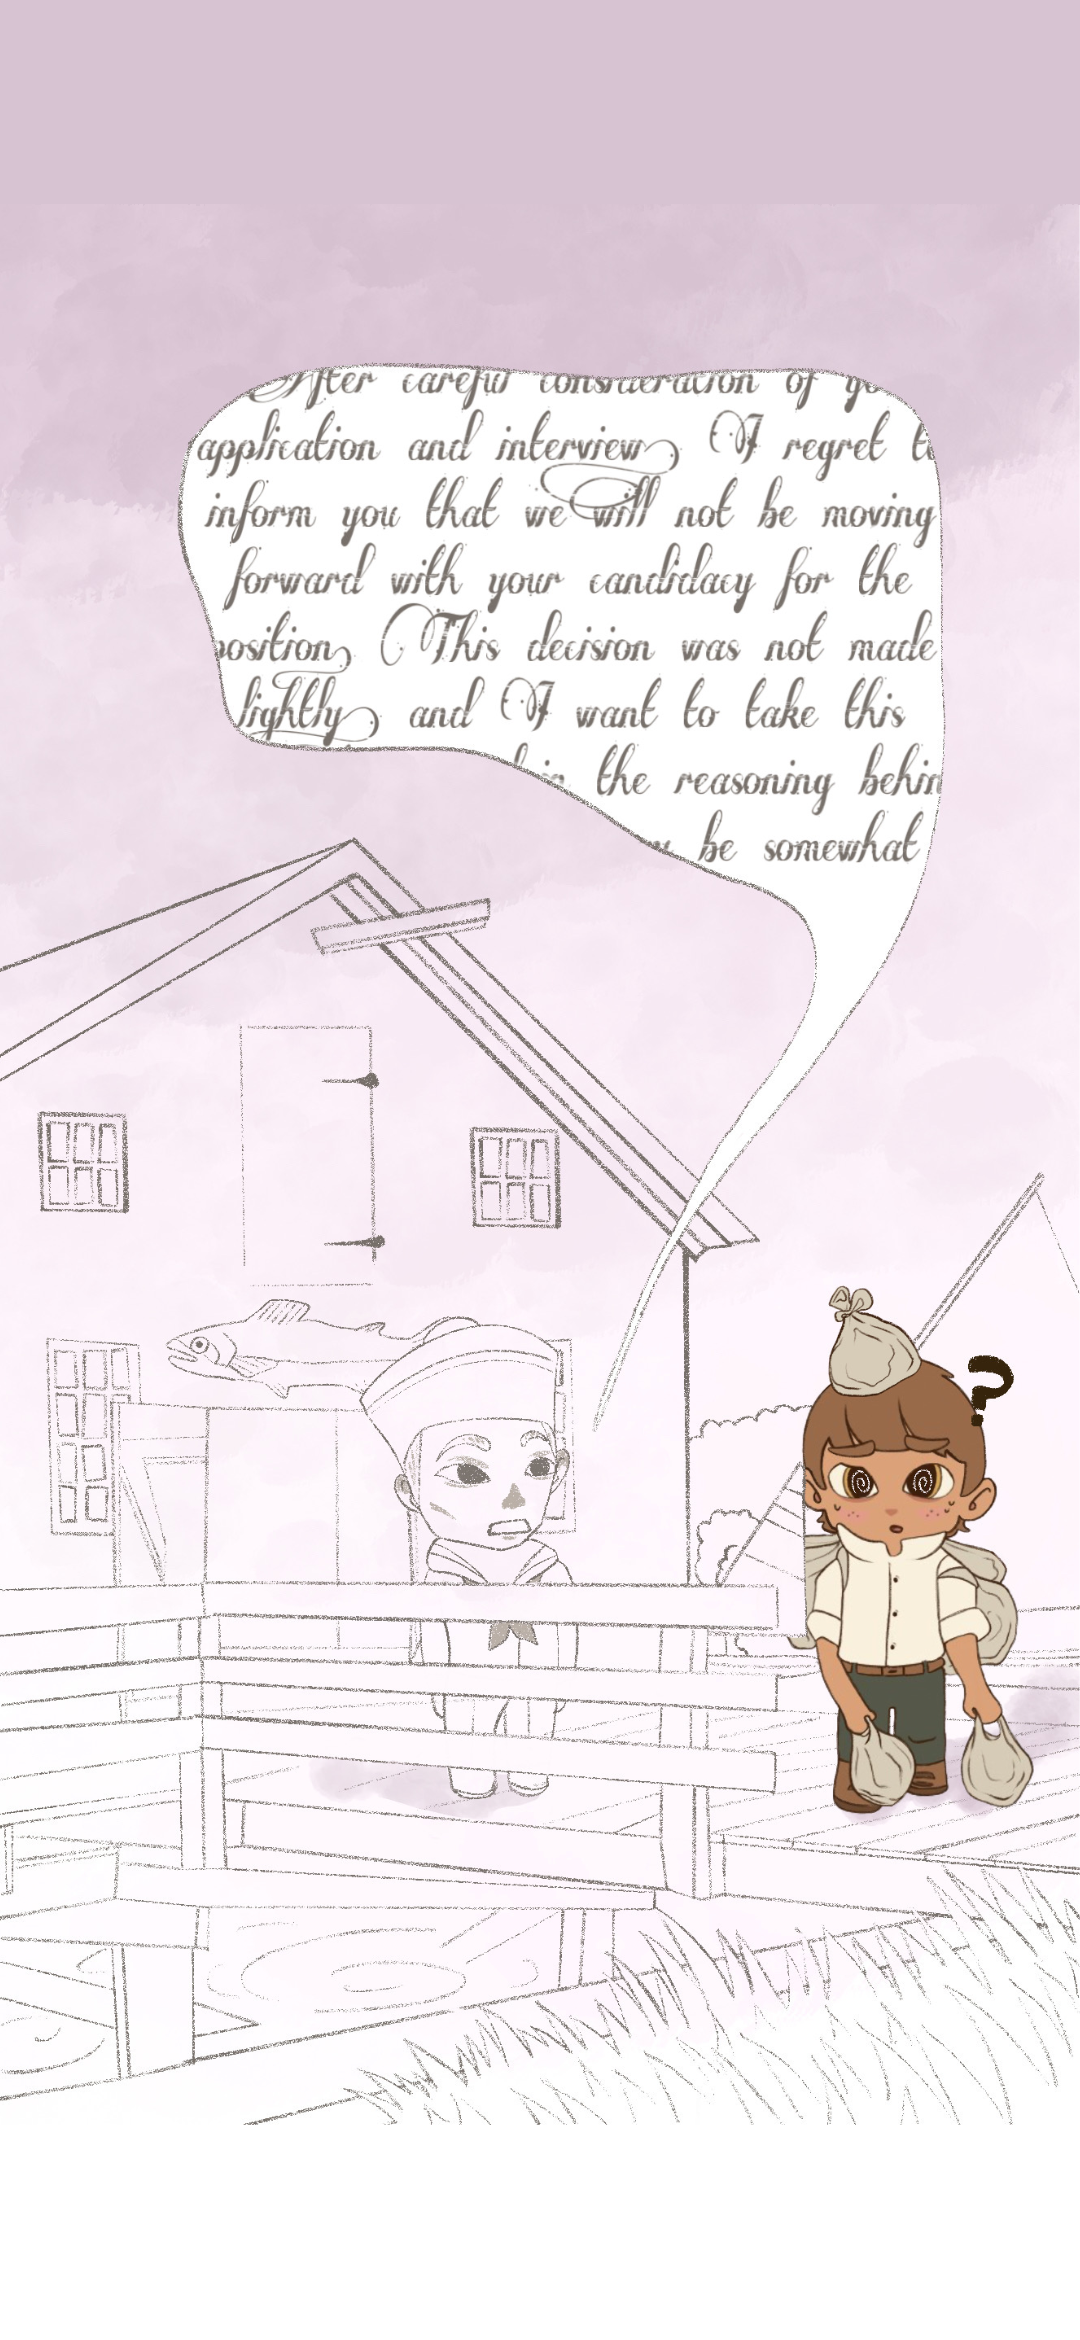 After careful consideration of yo
application and interview, I regret t
inform you that we will not be moving
forward with your candidacy for the
position, This decision was not made
lightly, and I want to take this
the reasoning behin
be somewhat
?